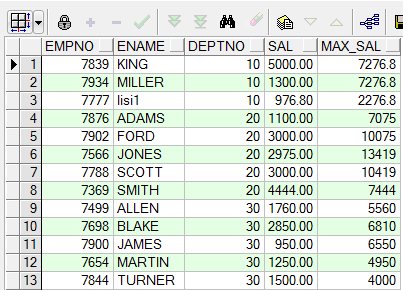 EMPNO ENAME DEPTNO SAL MAX_SAL
1 7839 KING 10 5000.00 7276.8
2 7934 MILLER 10 1300.00 7276.8
3 7777 lisi1 10 976.80 2276.8
4 7876 ADAMS 20 1100.00 7075
5 7902 FORD 20 3000.00 10075
6 7566 JONES 20 2975.00 13419
7 7788 SCOTT 20 3000.00 10419
8 7369 SMITH 20 4444.00 7444
9 7499 ALLEN 30 1760.00 5560
10 7698 BLAKE 30 2850.00 6810
11 7900 JAMES 30 950.00 6550
12 7654 MARTIN 30 1250.00 4950
13 7844 TURNER 30 1500.00 4000